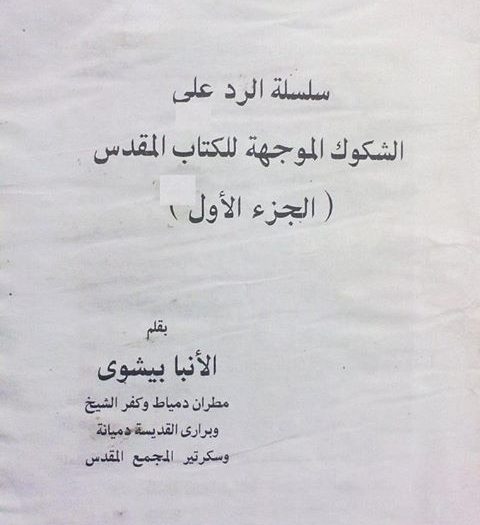 سلسلة الرد على
الشكوك الموجهة للكتاب المقدس
( الجزء الأول )
بقلم
الأنبا بيشوى
مطران دمياط وكفر الشيخ
وبرارى القديسة دميانة
وسكرتير المجمع المقدس